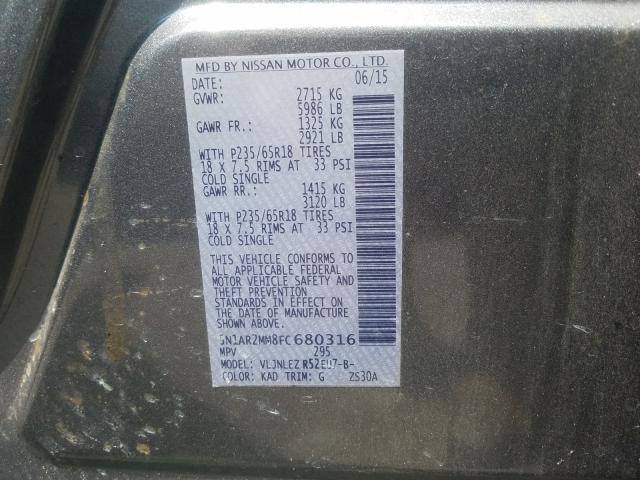 MFD BY NISSAN MOTOR CO., LTD.
DATE: 06/15
GVWR: 2715 KG
5986 LB
GAWR FR.: 1325 KG
2921 LB
WITH P235/65R18 TIRES
18 X 7.5 RIMS AT 33 PSI
COLD SINGLE
GAWR RR.: 1415 KG
3120 LB
WITH P235/65R18 TIRES
18 X 7.5 RIMS AT 33 PSI
COLD SINGLE
THIS VEHICLE CONFORMS TO
ALL APPLICABLE FEDERAL
MOTOR VEHICLE SAFETY AND
AND THEFT PREVENTION
STANDARDS IN EFFECT ON
THE DATE OF MANUFACTURE
SHOWN ABOVE.
5N1AR2MM8FC680316
MPV 295
MODEL: VLJNLEZ R52EU7-B-
COLOR: KAD TRIM: G ZS30A